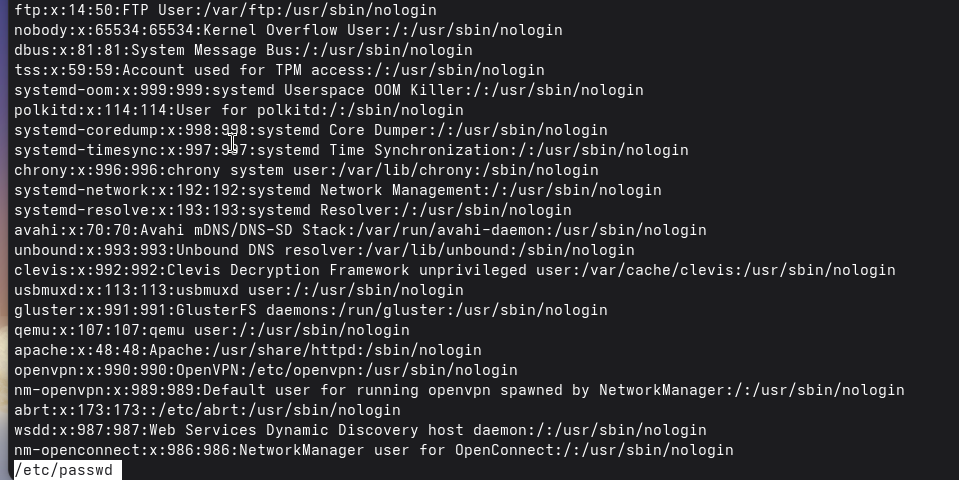 ftp:x:14:50:FTP User:/var/ftp:/usr/sbin/nologin
nobody:x:65534:65534:Kernel Overflow User:/:/usr/sbin/nologin
dbus:x:81:81:System Message Bus:/:/usr/sbin/nologin
tss:x:59:59:Account used for TPM access:/:/usr/sbin/nologin
systemd-oom:x:999:999:systemd Userspace OOM Killer:/:/usr/sbin/nologin
polkitd:x:114:114:User for polkitd:/:/sbin/nologin
systemd-coredump:x:998:998:systemd Core Dumper:/:/usr/sbin/nologin
systemd-timesync:x:997:997:systemd Time Synchronization:/:/usr/sbin/nologin
chrony:x:996:996:chrony system user:/var/lib/chrony:/sbin/nologin
systemd-network:x:192:192:systemd Network Management:/:/usr/sbin/nologin
systemd-resolve:x:193:193:systemd Resolver:/:/usr/sbin/nologin
avahi:x:70:70:Avahi mDNS/DNS-SD Stack:/var/run/avahi-daemon:/usr/sbin/nologin
unbound:x:993:993:Unbound DNS resolver:/var/lib/unbound:/sbin/nologin
clevis:x:992:992:Clevis Decryption Framework unprivileged user:/var/cache/clevis:/usr/sbin/nologin
usbmuxd:x:113:113:usbmuxd user:/:/usr/sbin/nologin
gluster:x:991:991:GlusterFS daemons:/run/gluster:/usr/sbin/nologin
qemu:x:107:107:qemu user:/:/usr/sbin/nologin
apache:x:48:48:Apache:/usr/share/httpd:/sbin/nologin
openvpn:x:990:990:OpenVPN:/etc/openvpn:/usr/sbin/nologin
nm-openvpn:x:989:989:Default user for running openvpn spawned by NetworkManager:/:/usr/sbin/nologin
abrt:x:173:173::/etc/abrt:/usr/sbin/nologin
wsdd:x:987:987:Web Services Dynamic Discovery host daemon:/:/usr/sbin/nologin
nm-openconnect:x:986:986:NetworkManager user for OpenConnect:/:/usr/sbin/nologin
/etc/passwd